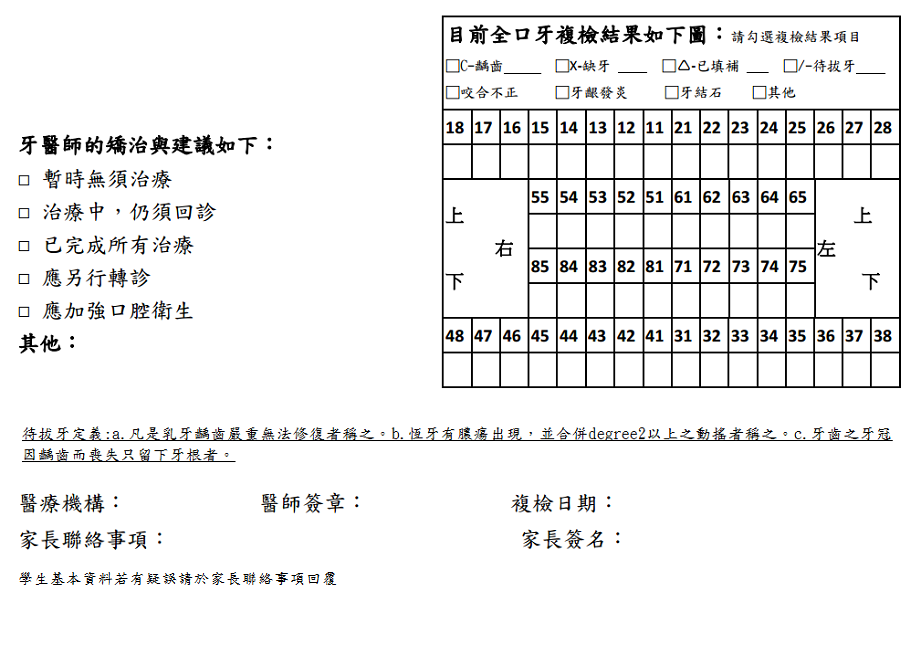 目前全口牙複檢結果如下圖：請勾選複檢結果項目
□C-齲齒_____ □X-缺牙 ____ □△-已填補 ___ □/-待拔牙____
□咬合不正 □牙齦發炎 □牙結石 □其他
18 17 16 15 14 13 12 11 21 22 23 24 25 26 27 28
55 54 53 52 51 61 62 63 64 65
上 上
右 左
85 84 83 82 81 71 72 73 74 75
下 下
48 47 46 45 44 43 42 41 31 32 33 34 35 36 37 38
牙醫師的矯治與建議如下：
□ 暫時無須治療
□ 治療中，仍須回診
□ 已完成所有治療
□ 應另行轉診
□ 應加強口腔衛生
其他：
待拔牙定義:a.凡是乳牙齲齒嚴重無法修復者稱之。b.恆牙有膿瘍出現，並合併degree2以上之動搖者稱之。c.牙齒之牙冠
因齲齒而喪失只留下牙根者。
醫療機構： 醫師簽章： 複檢日期：
家長聯絡事項： 家長簽名：
學生基本資料若有疑誤請於家長聯絡事項回覆